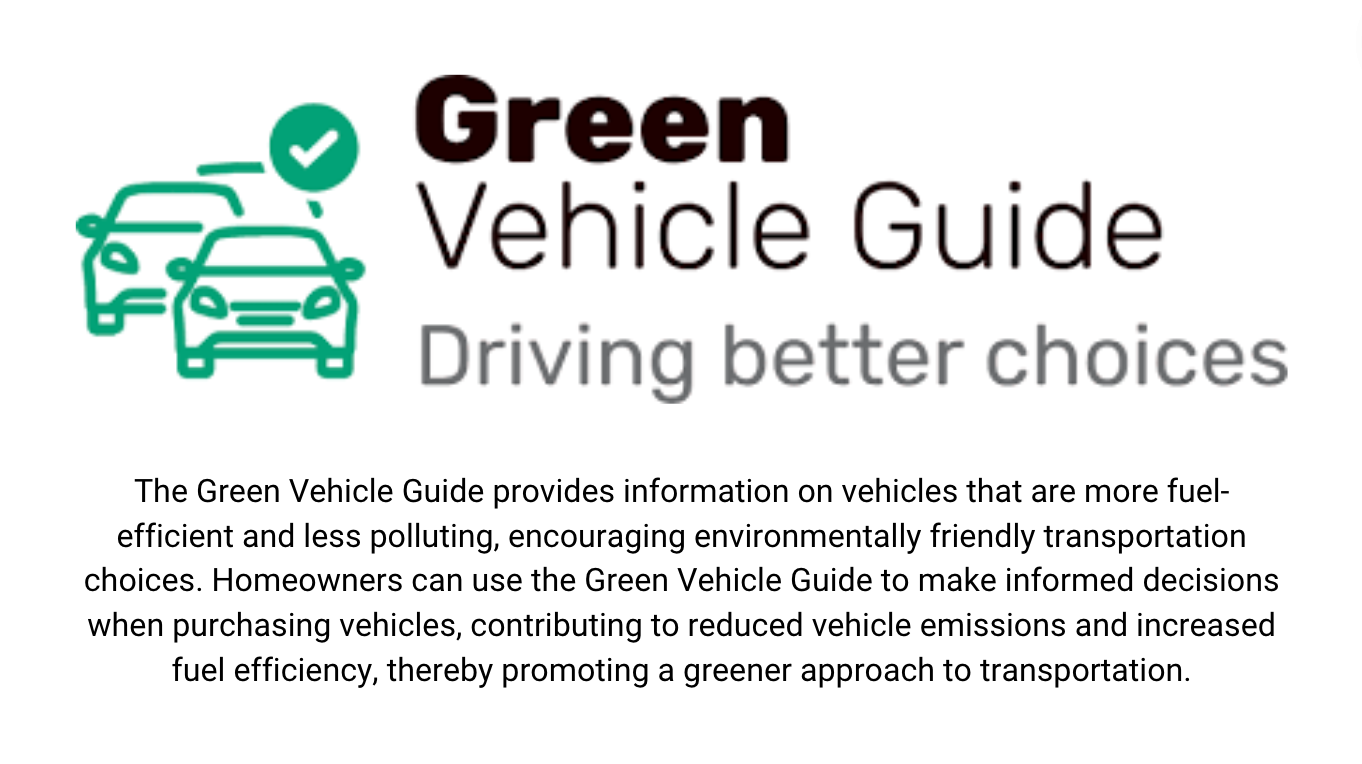 Green
Vehicle Guide
Driving better choices
The Green Vehicle Guide provides information on vehicles that are more fuel-
efficient and less polluting, encouraging environmentally friendly transportation
choices. Homeowners can use the Green Vehicle Guide to make informed decisions
when purchasing vehicles, contributing to reduced vehicle emissions and increased
fuel efficiency, thereby promoting a greener approach to transportation.